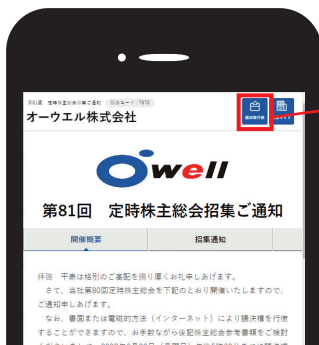 第81回 定時株主総会招集ご通知 証券コード:7670
オーウエル株式会社
議決権行使
Owell
第81回 定時株主総会招集ご通知
開催概要
招集通知
拝啓 平素は格別のご高配を賜り厚くお礼申しあげます。
さて、当社第80回定時株主総会を下記のとおり開催いたしますので、
ご通知申しあげます。
なお、書面または電磁的方法（インターネット）により議決権を行使
することができますので、お手数ながら後記株主総会参考書類をご検討